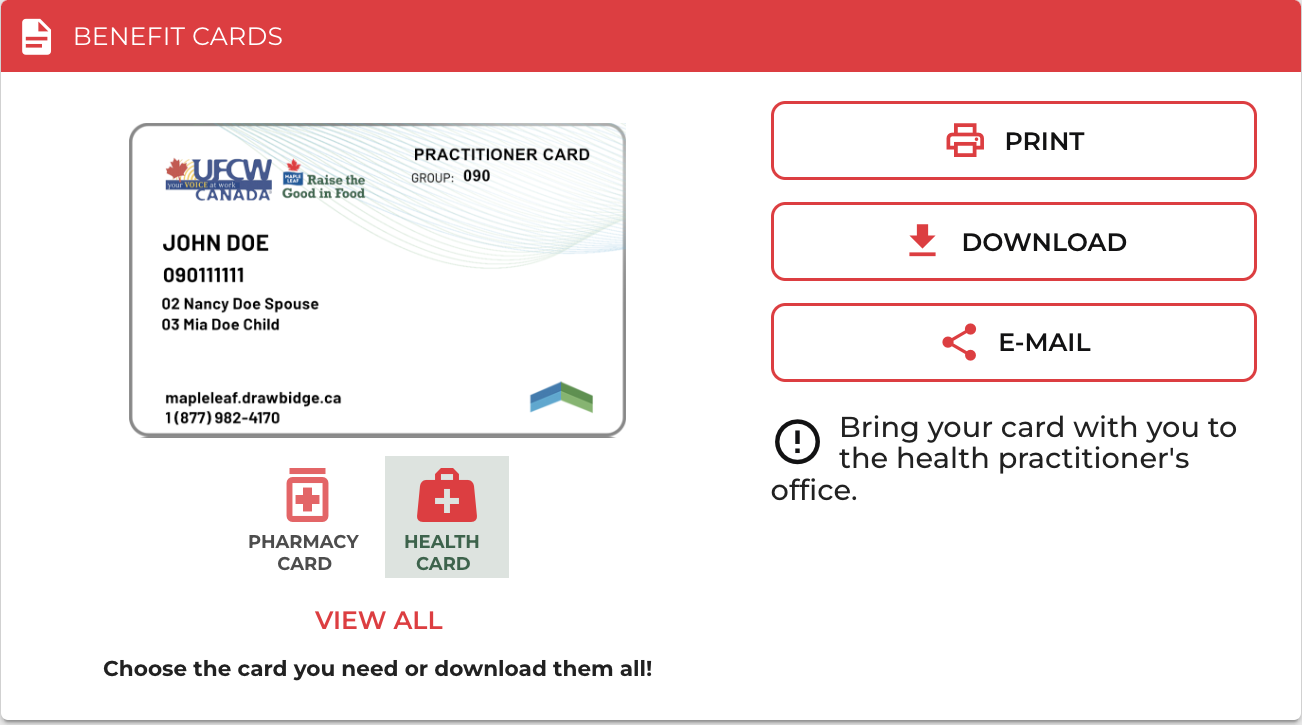 BENEFIT CARDS
UFCW
your VOICE at work
CANADA
MAPLE LEAF
Raise the
Good in Food
PRACTITIONER CARD
GROUP: 090
JOHN DOE
090111111
02 Nancy Doe Spouse
03 Mia Doe Child
mapleleaf.drawbidge.ca
1 (877) 982-4170
PHARMACY
CARD
HEALTH
CARD
VIEW ALL
Choose the card you need or download them all!
PRINT
DOWNLOAD
E-MAIL
Bring your card with you to
the health practitioner's
office.